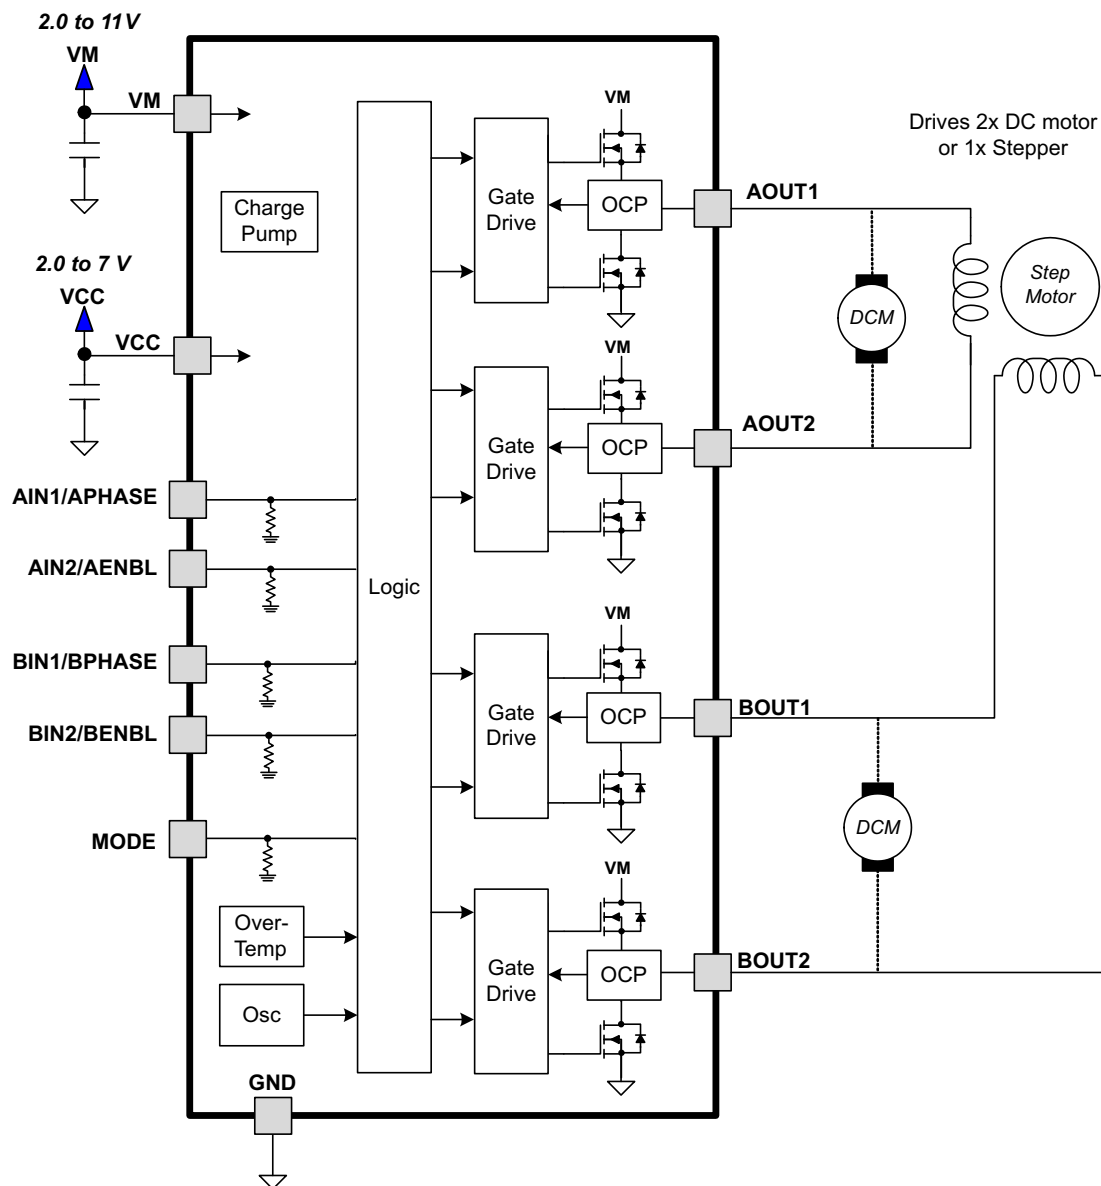 2.0 to 11V
VM
VM
Charge
Pump
2.0 to 7 V
VCC
VCC
AIN1/APHASE
AIN2/AENBL
BIN1/BPHASE
BIN2/BENBL
MODE
Over-
Temp
Osc
GND
Logic
VM
Gate
Drive
OCP
AOUT1
VM
Gate
Drive
OCP
AOUT2
VM
Gate
Drive
OCP
BOUT1
VM
Gate
Drive
OCP
BOUT2
Drives 2x DC motor
or 1x Stepper
DCM
Step
Motor
DCM